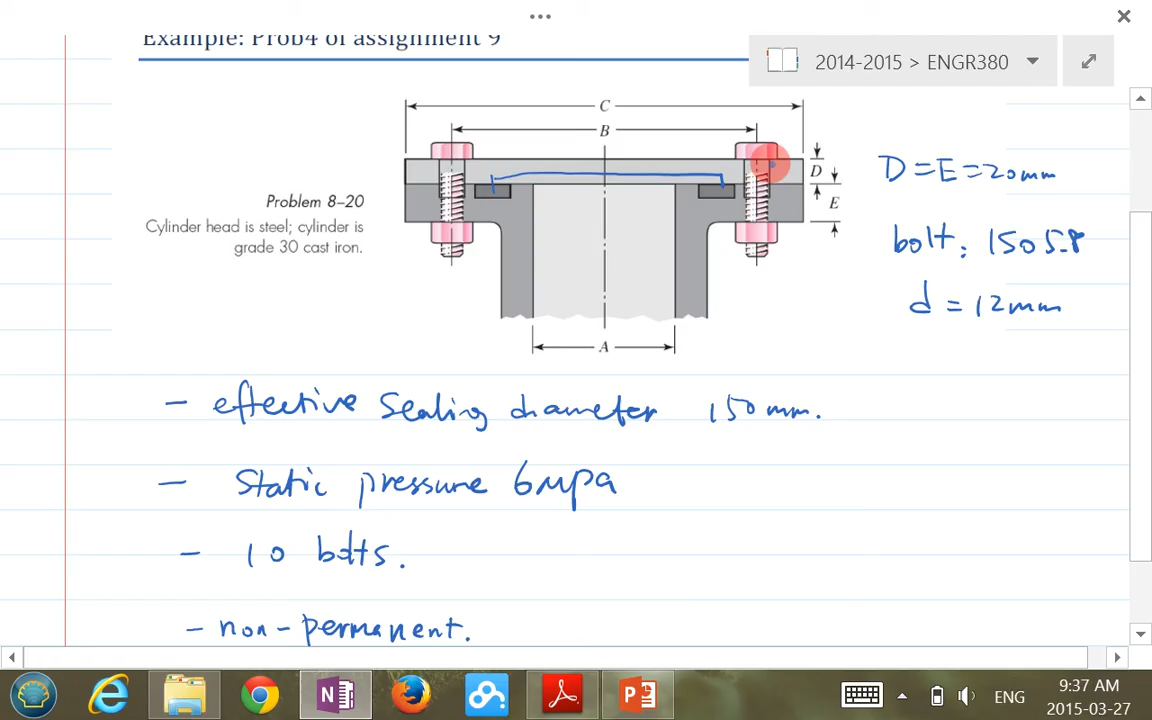 Example: Prob4 of assignment 9
2014-2015 > ENGR380
C
B
D
E
A
Problem 8–20
Cylinder head is steel; cylinder is
grade 30 cast iron.
D=E=20mm
bolt: ISO 5.8
d = 12mm
- effective Sealing diameter 150mm.
- Static pressure 6MPa
- 10 bolts.
- non-permanent.
ENG
9:37 AM
2015-03-27